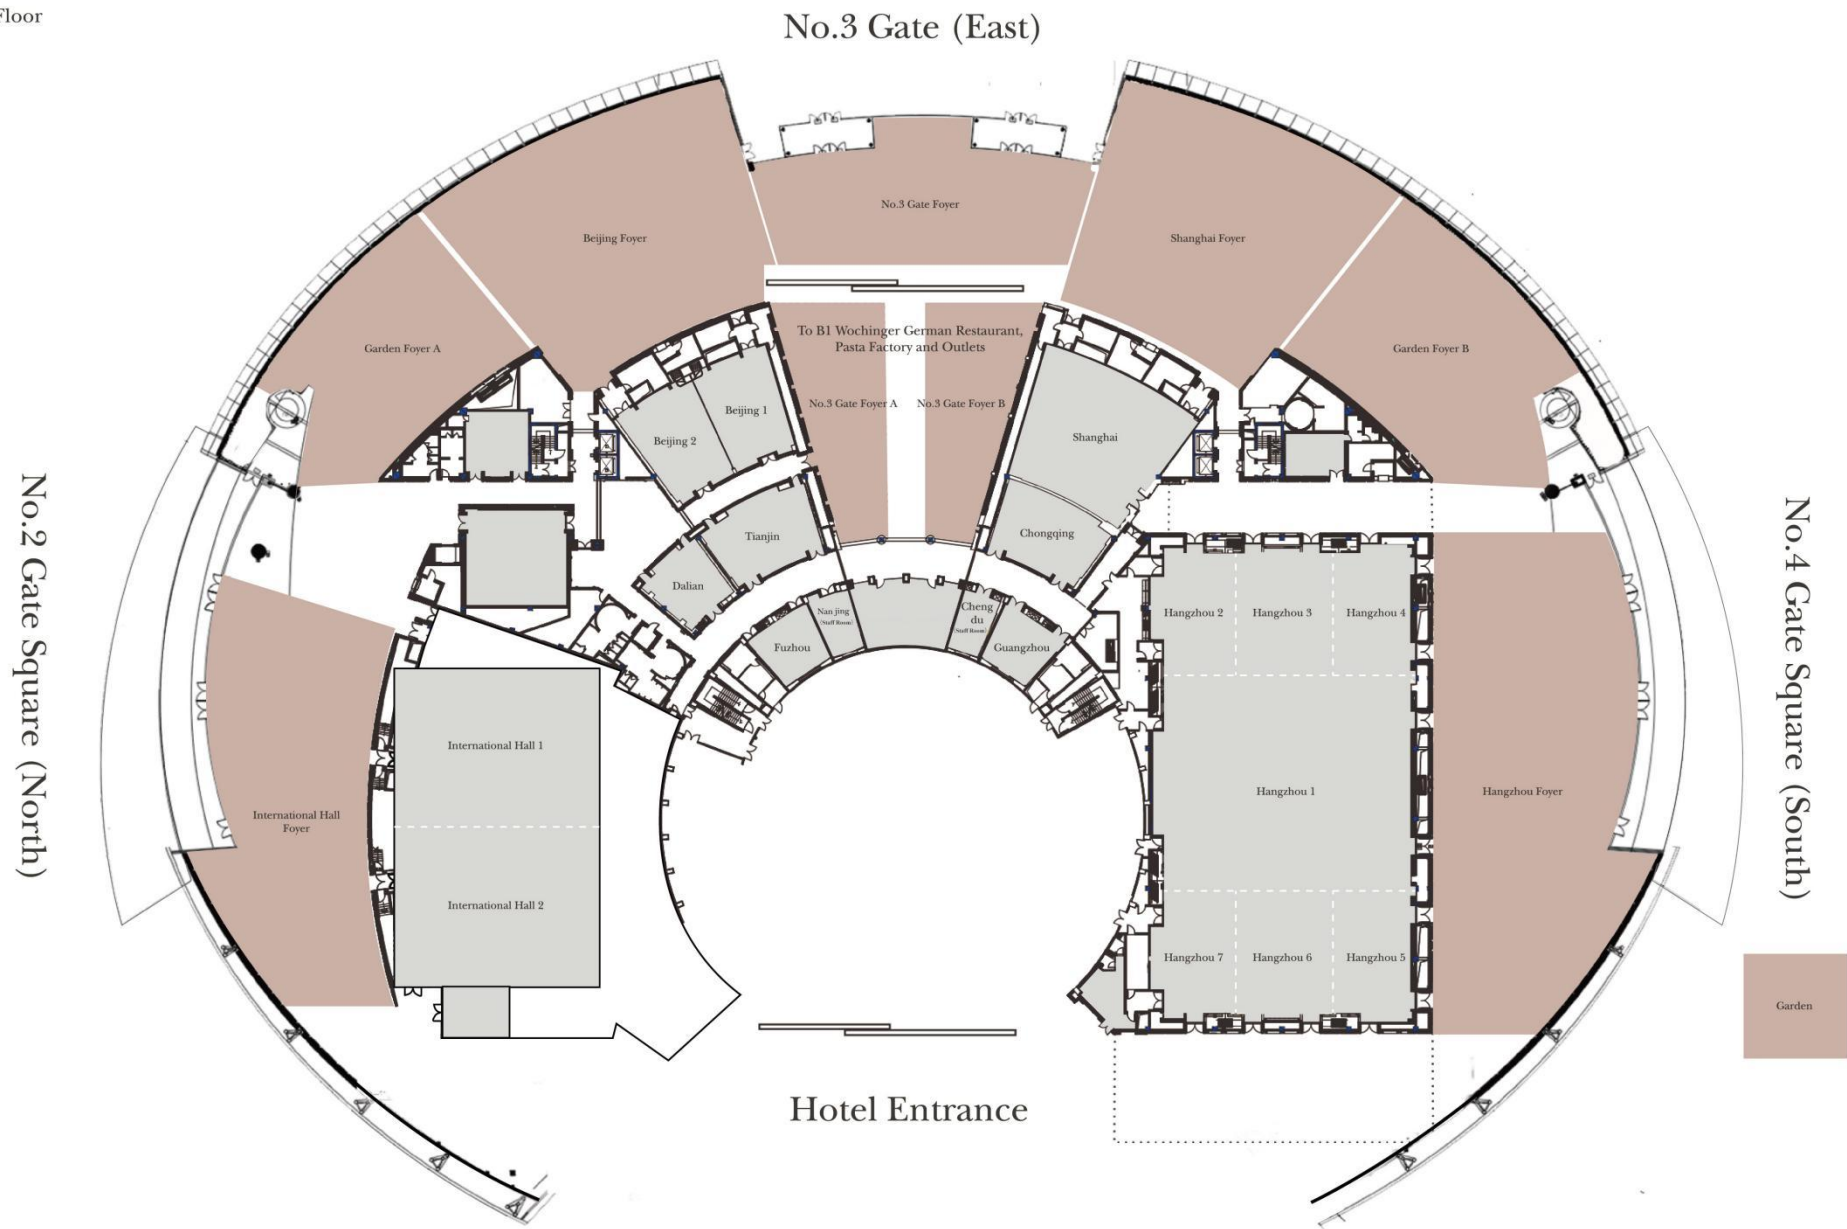 Floor
No.3 Gate (East)
No.3 Gate Foyer
Beijing Foyer
Shanghai Foyer
Garden Foyer A
Garden Foyer B
To B1 Wochinger German Restaurant,
Pasta Factory and Outlets
No.3 Gate Foyer A
No.3 Gate Foyer B
Beijing 1
Beijing 2
Shanghai
Tianjin
Chongqing
Dalian
Nan jing
(Staff Room)
Cheng
du
(Staff Room)
Fuzhou
Guangzhou
Hangzhou 2
Hangzhou 3
Hangzhou 4
No.2 Gate Square (North)
No.4 Gate Square (South)
International Hall 1
Hangzhou 1
Hangzhou Foyer
International Hall
Foyer
International Hall 2
Hangzhou 7
Hangzhou 6
Hangzhou 5
Garden
Hotel Entrance